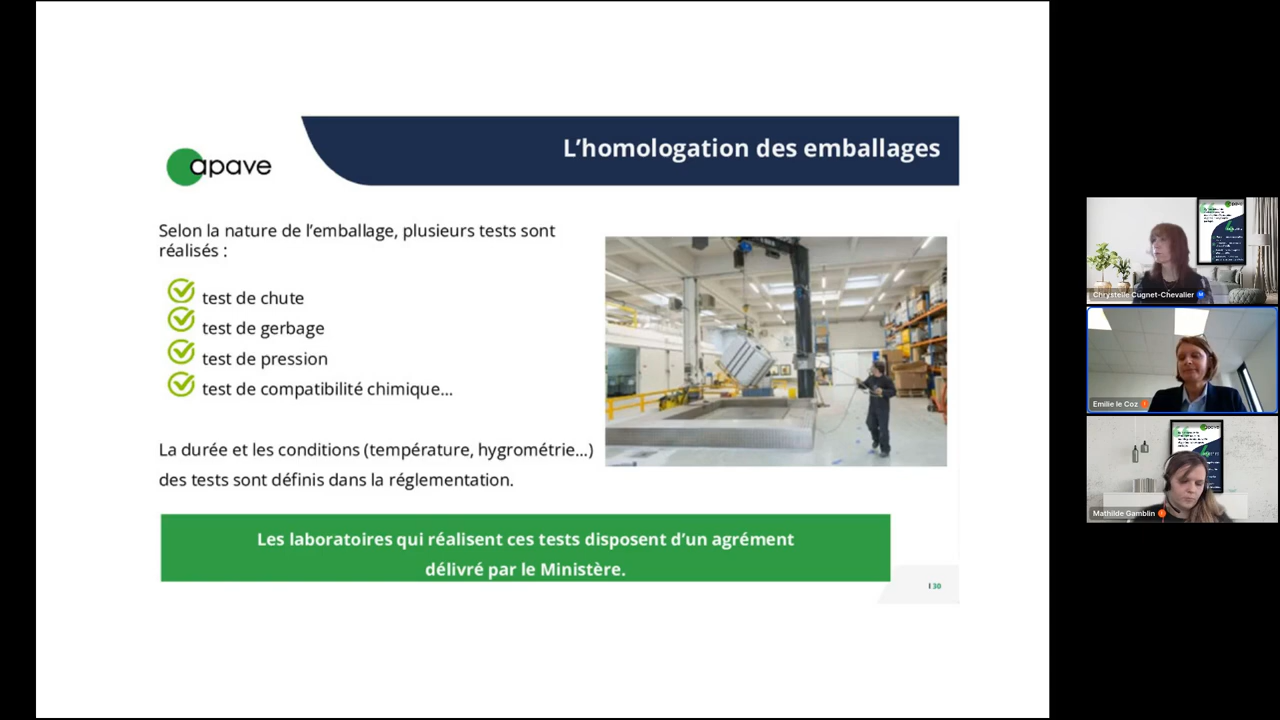 L'homologation des emballages
apave
Selon la nature de l'emballage, plusieurs tests sont
réalisés :
test de chute
test de gerbage
test de pression
test de compatibilité chimique...
La durée et les conditions (température, hygrométrie...)
des tests sont définis dans la réglementation.
Les laboratoires qui réalisent ces tests disposent d'un agrément
délivré par le Ministère.
30
apave
Chrystelle Cugnet-Chevalier
Emilie le Coz
apave
Mathilde Gamblin